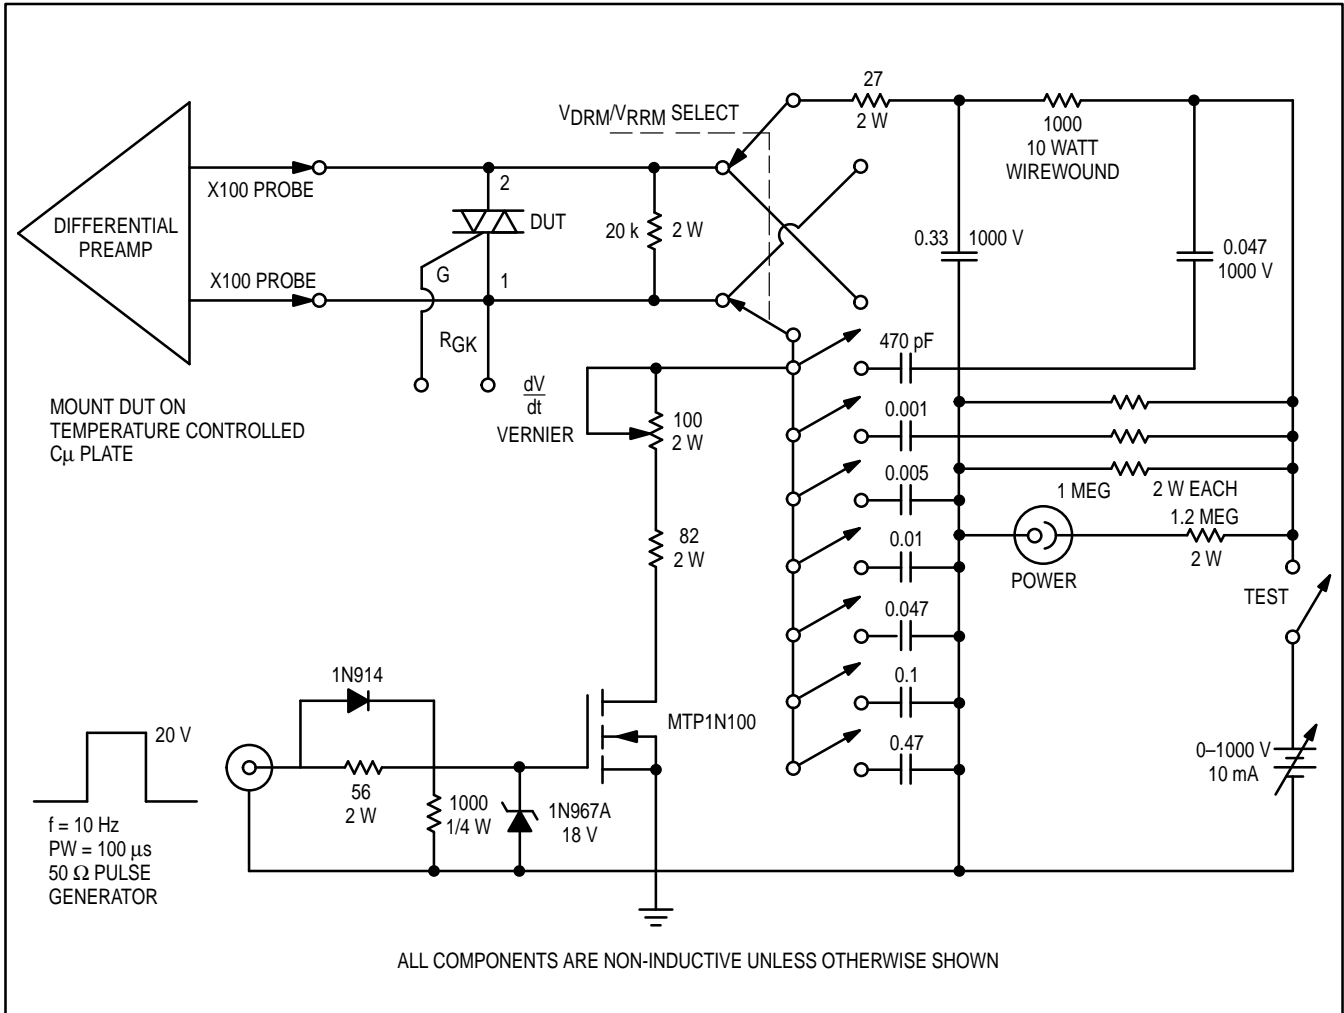 27
2 W
VDRM/VRRM SELECT
1000
10 WATT
WIREWOUND
X100 PROBE
2
DIFFERENTIAL
PREAMP
DUT
20 k
2 W
0.33
1000 V
0.047
1000 V
X100 PROBE
G
1
RGK
470 pF
dV
dt
VERNIER
MOUNT DUT ON
TEMPERATURE CONTROLLED
Cμ PLATE
100
2 W
0.001
0.005
1 MEG
2 W EACH
1.2 MEG
2 W
82
2 W
0.01
POWER
TEST
0.047
1N914
0.1
MTP1N100
20 V
0.47
0–1000 V
10 mA
56
2 W
1000
1/4 W
1N967A
18 V
f = 10 Hz
PW = 100 μs
50 Ω PULSE
GENERATOR
ALL COMPONENTS ARE NON-INDUCTIVE UNLESS OTHERWISE SHOWN